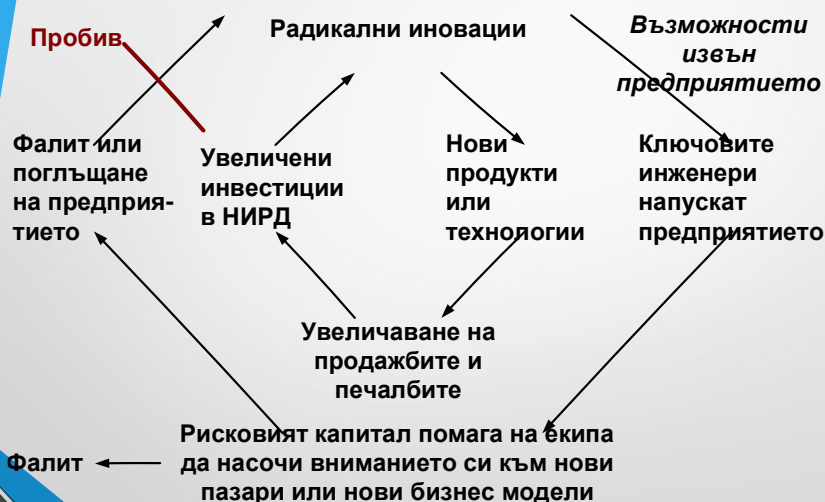 Пробив
Радикални иновации
Възможности
извън
предприятието
Фалит или
поглъщане
на предприя-
тието
Увеличени
инвестиции
в НИРД
Нови
продукти
или
технологии
Ключовите
инженери
напускат
предприятието
Увеличаване на
продажбите и
печалбите
Рисковият капитал помага на екипа
да насочи вниманието си към нови
пазари или нови бизнес модели
Фалит